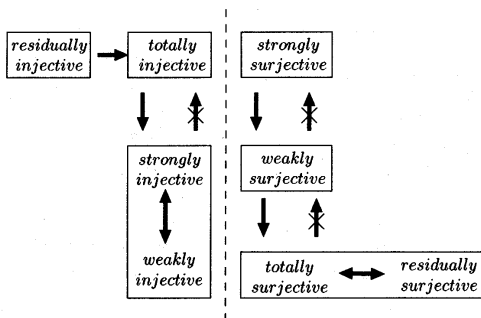 residually
injective
totally
injective
strongly
injective
weakly
injective
strongly
surjective
weakly
surjective
totally
surjective
residually
surjective